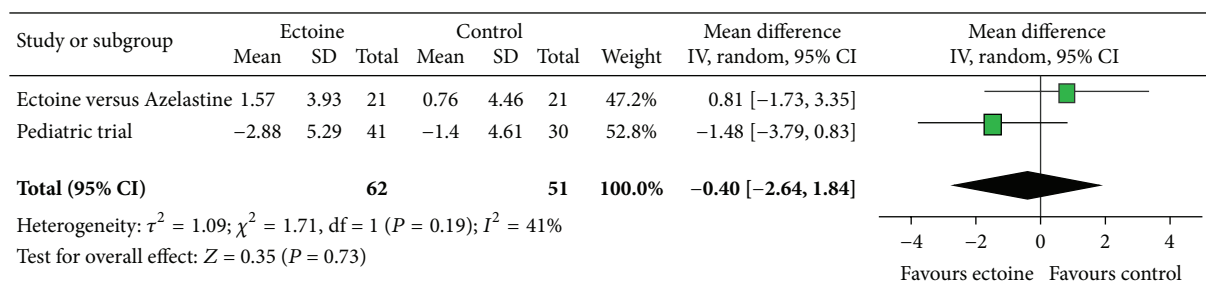 Study or subgroup Ectoine Control Mean difference Mean difference
Mean SD Total Mean SD Total Weight IV, random, 95% CI IV, random, 95% CI
Ectoine versus Azelastine 1.57 3.93 21 0.76 4.46 21 47.2% 0.81 [−1.73, 3.35]
Pediatric trial −2.88 5.29 41 −1.4 4.61 30 52.8% −1.48 [−3.79, 0.83]
Total (95% CI) 62 51 100.0% −0.40 [−2.64, 1.84]
Heterogeneity: τ² = 1.09; χ² = 1.71, df = 1 (P = 0.19); I² = 41%
Test for overall effect: Z = 0.35 (P = 0.73)
−4 −2 0 2 4
Favours ectoine Favours control